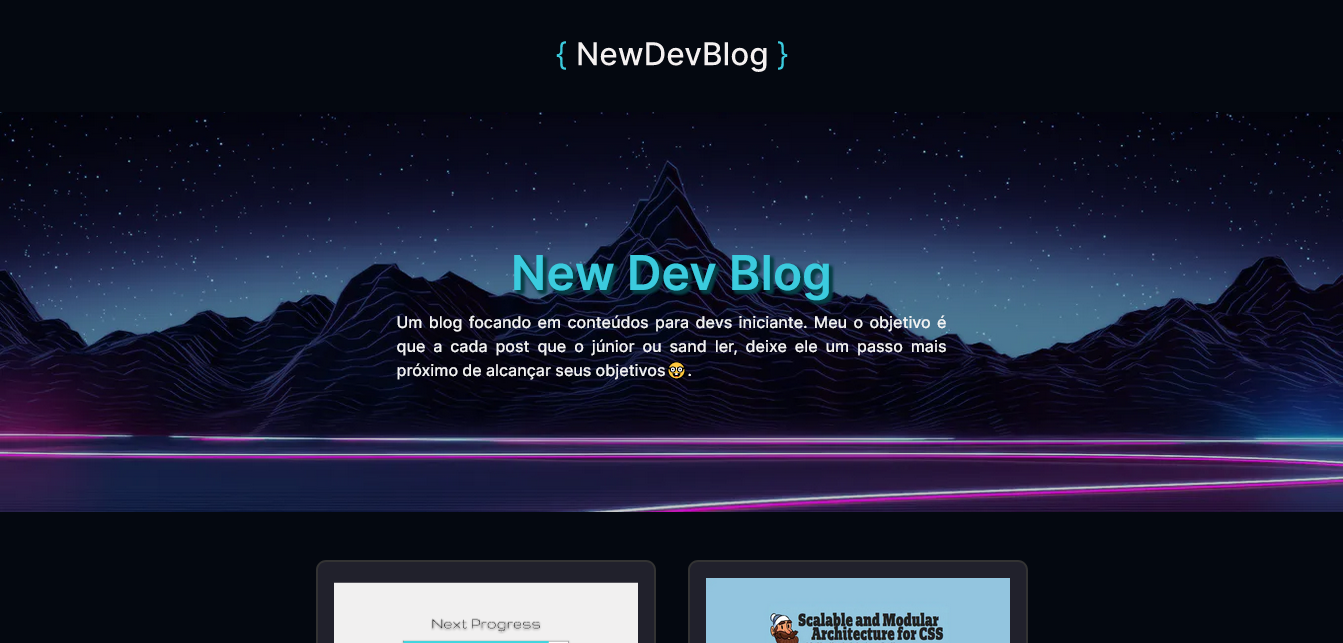 { NewDevBlog }
New Dev Blog
Um blog focando em conteúdos para devs iniciante. Meu o objetivo é
que a cada post que o júnior ou sand ler, deixe ele um passo mais
próximo de alcançar seus objetivos🤓.
Next Progress
Scalable and Modular
Architecture for CSS